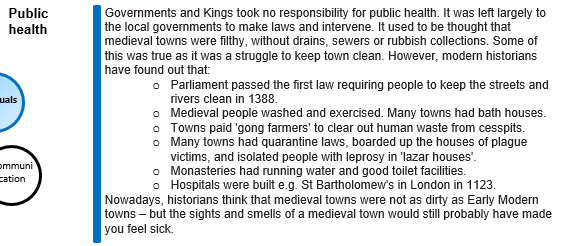 Public
health
Governments and Kings took no responsibility for public health. It was left largely to
the local governments to make laws and intervene. It used to be thought that
medieval towns were filthy, without drains, sewers or rubbish collections. Some of
this was true as it was a struggle to keep town clean. However, modern historians
have found out that:
o Parliament passed the first law requiring people to keep the streets and
rivers clean in 1388.
o Medieval people washed and exercised. Many towns had bath houses.
o Towns paid 'gong farmers' to clear out human waste from cesspits.
o Many towns had quarantine laws, boarded up the houses of plague
victims, and isolated people with leprosy in 'lazar houses'.
o Monasteries had running water and good toilet facilities.
o Hospitals were built e.g. St Bartholomew's in London in 1123.
Nowadays, historians think that medieval towns were not as dirty as Early Modern
towns – but the sights and smells of a medieval town would still probably have made
you feel sick.
uals
ommuni
cation